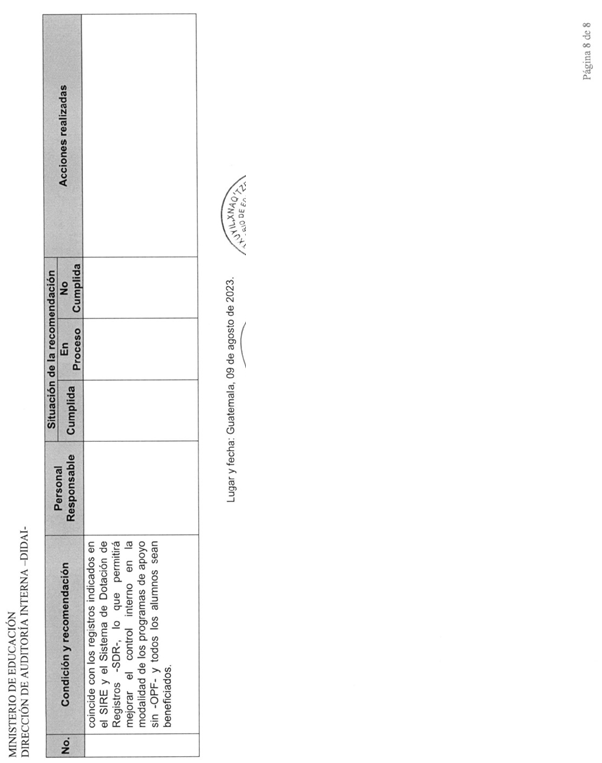 MINISTERIO DE EDUCACIÓN
DIRECCIÓN DE AUDITORÍA INTERNA –DIDAI-
No.
Condición y recomendación
Personal
Responsable
Situación de la recomendación
Cumplida
En
Proceso
No
Cumplida
Acciones realizadas
coincide con los registros indicados en
el SIRE y el Sistema de Dotación de
Registros -SDR-, lo que permitirá
mejorar el control interno en la
modalidad de los programas de apoyo
sin -OPF- y todos los alumnos sean
beneficiados.
Lugar y fecha: Guatemala, 09 de agosto de 2023.
Página 8 de 8